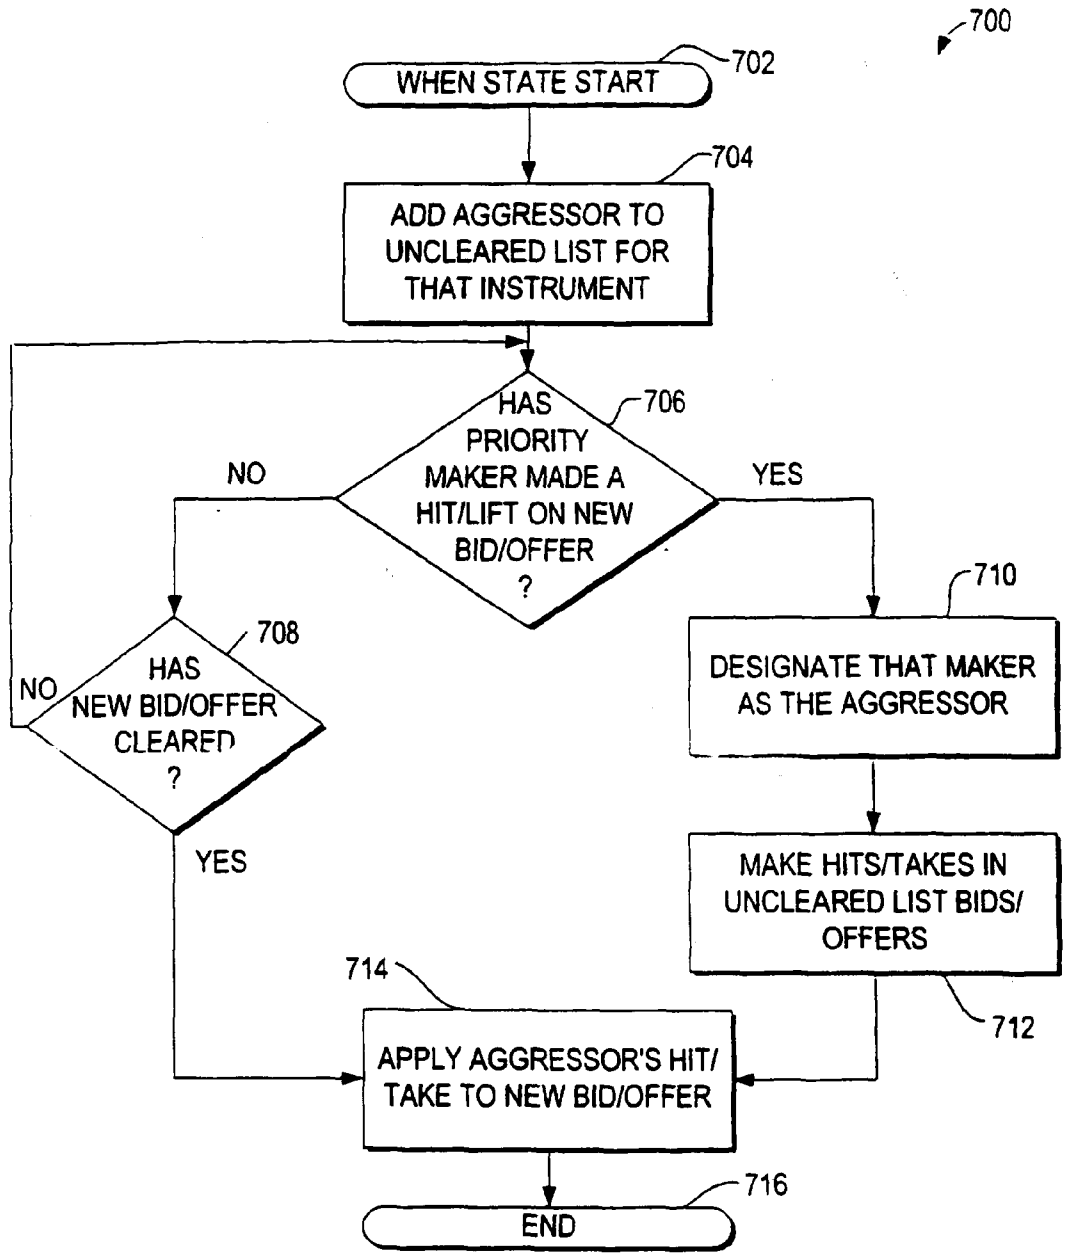 700
702
WHEN STATE START
704
ADD AGGRESSOR TO
UNCLEARED LIST FOR
THAT INSTRUMENT
706
HAS
PRIORITY
MAKER MADE A
HIT/LIFT ON NEW
BID/OFFER
?
NO
YES
708
HAS
NEW BID/OFFER
CLEARED
?
NO
YES
710
DESIGNATE THAT MAKER
AS THE AGGRESSOR
MAKE HITS/TAKES IN
UNCLEARED LIST BIDS/
OFFERS
712
714
APPLY AGGRESSOR'S HIT/
TAKE TO NEW BID/OFFER
716
END